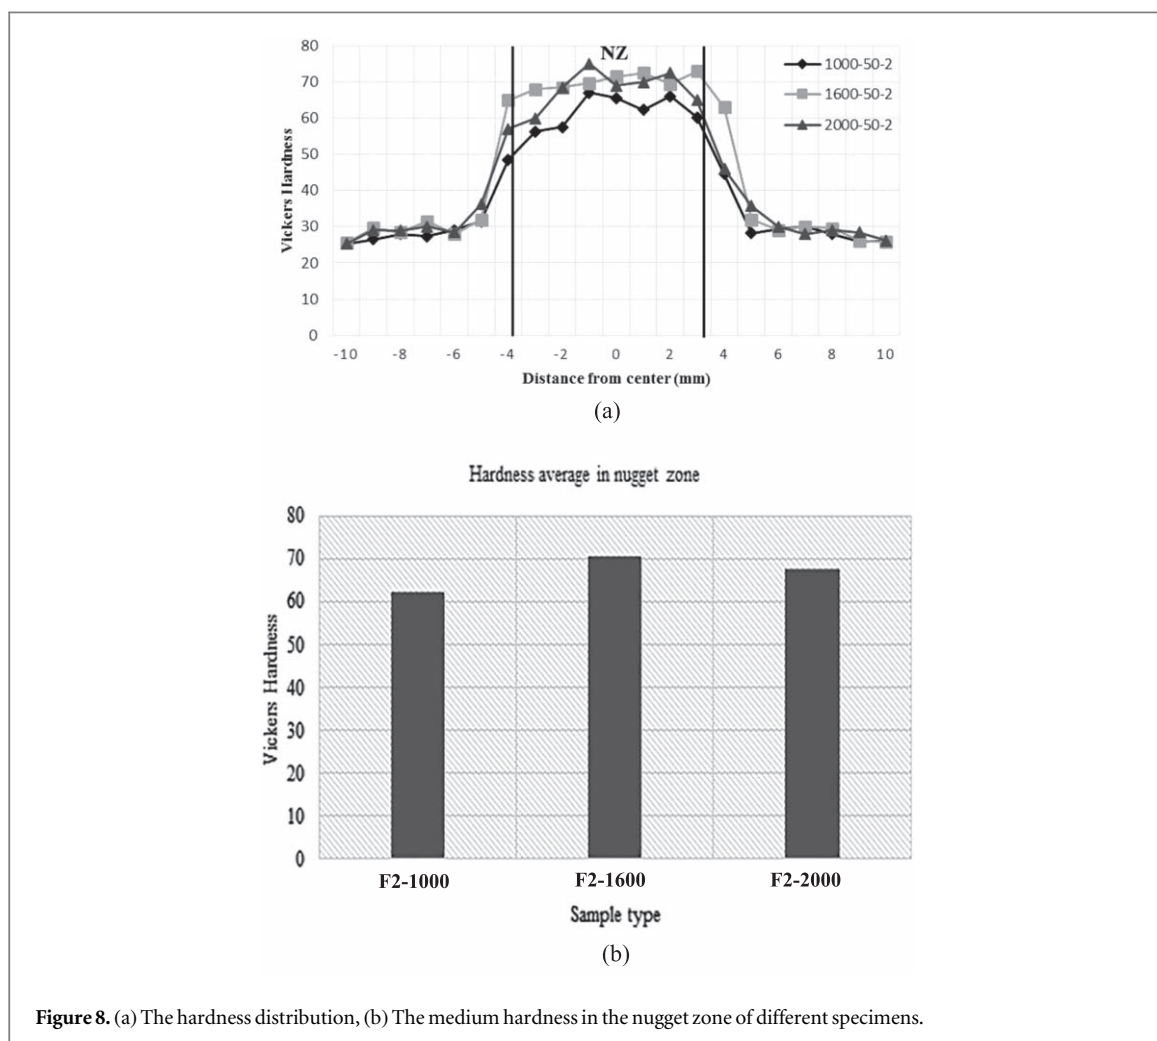 80
NZ
70
60
50
40
30
20
10
0
Vickers Hardness
1000-50-2
1600-50-2
2000-50-2
-10 -8 -6 -4 -2 0 2 4 6 8 10
Distance from center (mm)
(a)
Hardness average in nugget zone
80
70
60
50
40
30
20
10
0
Vickers Hardness
F2-1000 F2-1600 F2-2000
Sample type
(b)
Figure 8. (a) The hardness distribution, (b) The medium hardness in the nugget zone of different specimens.